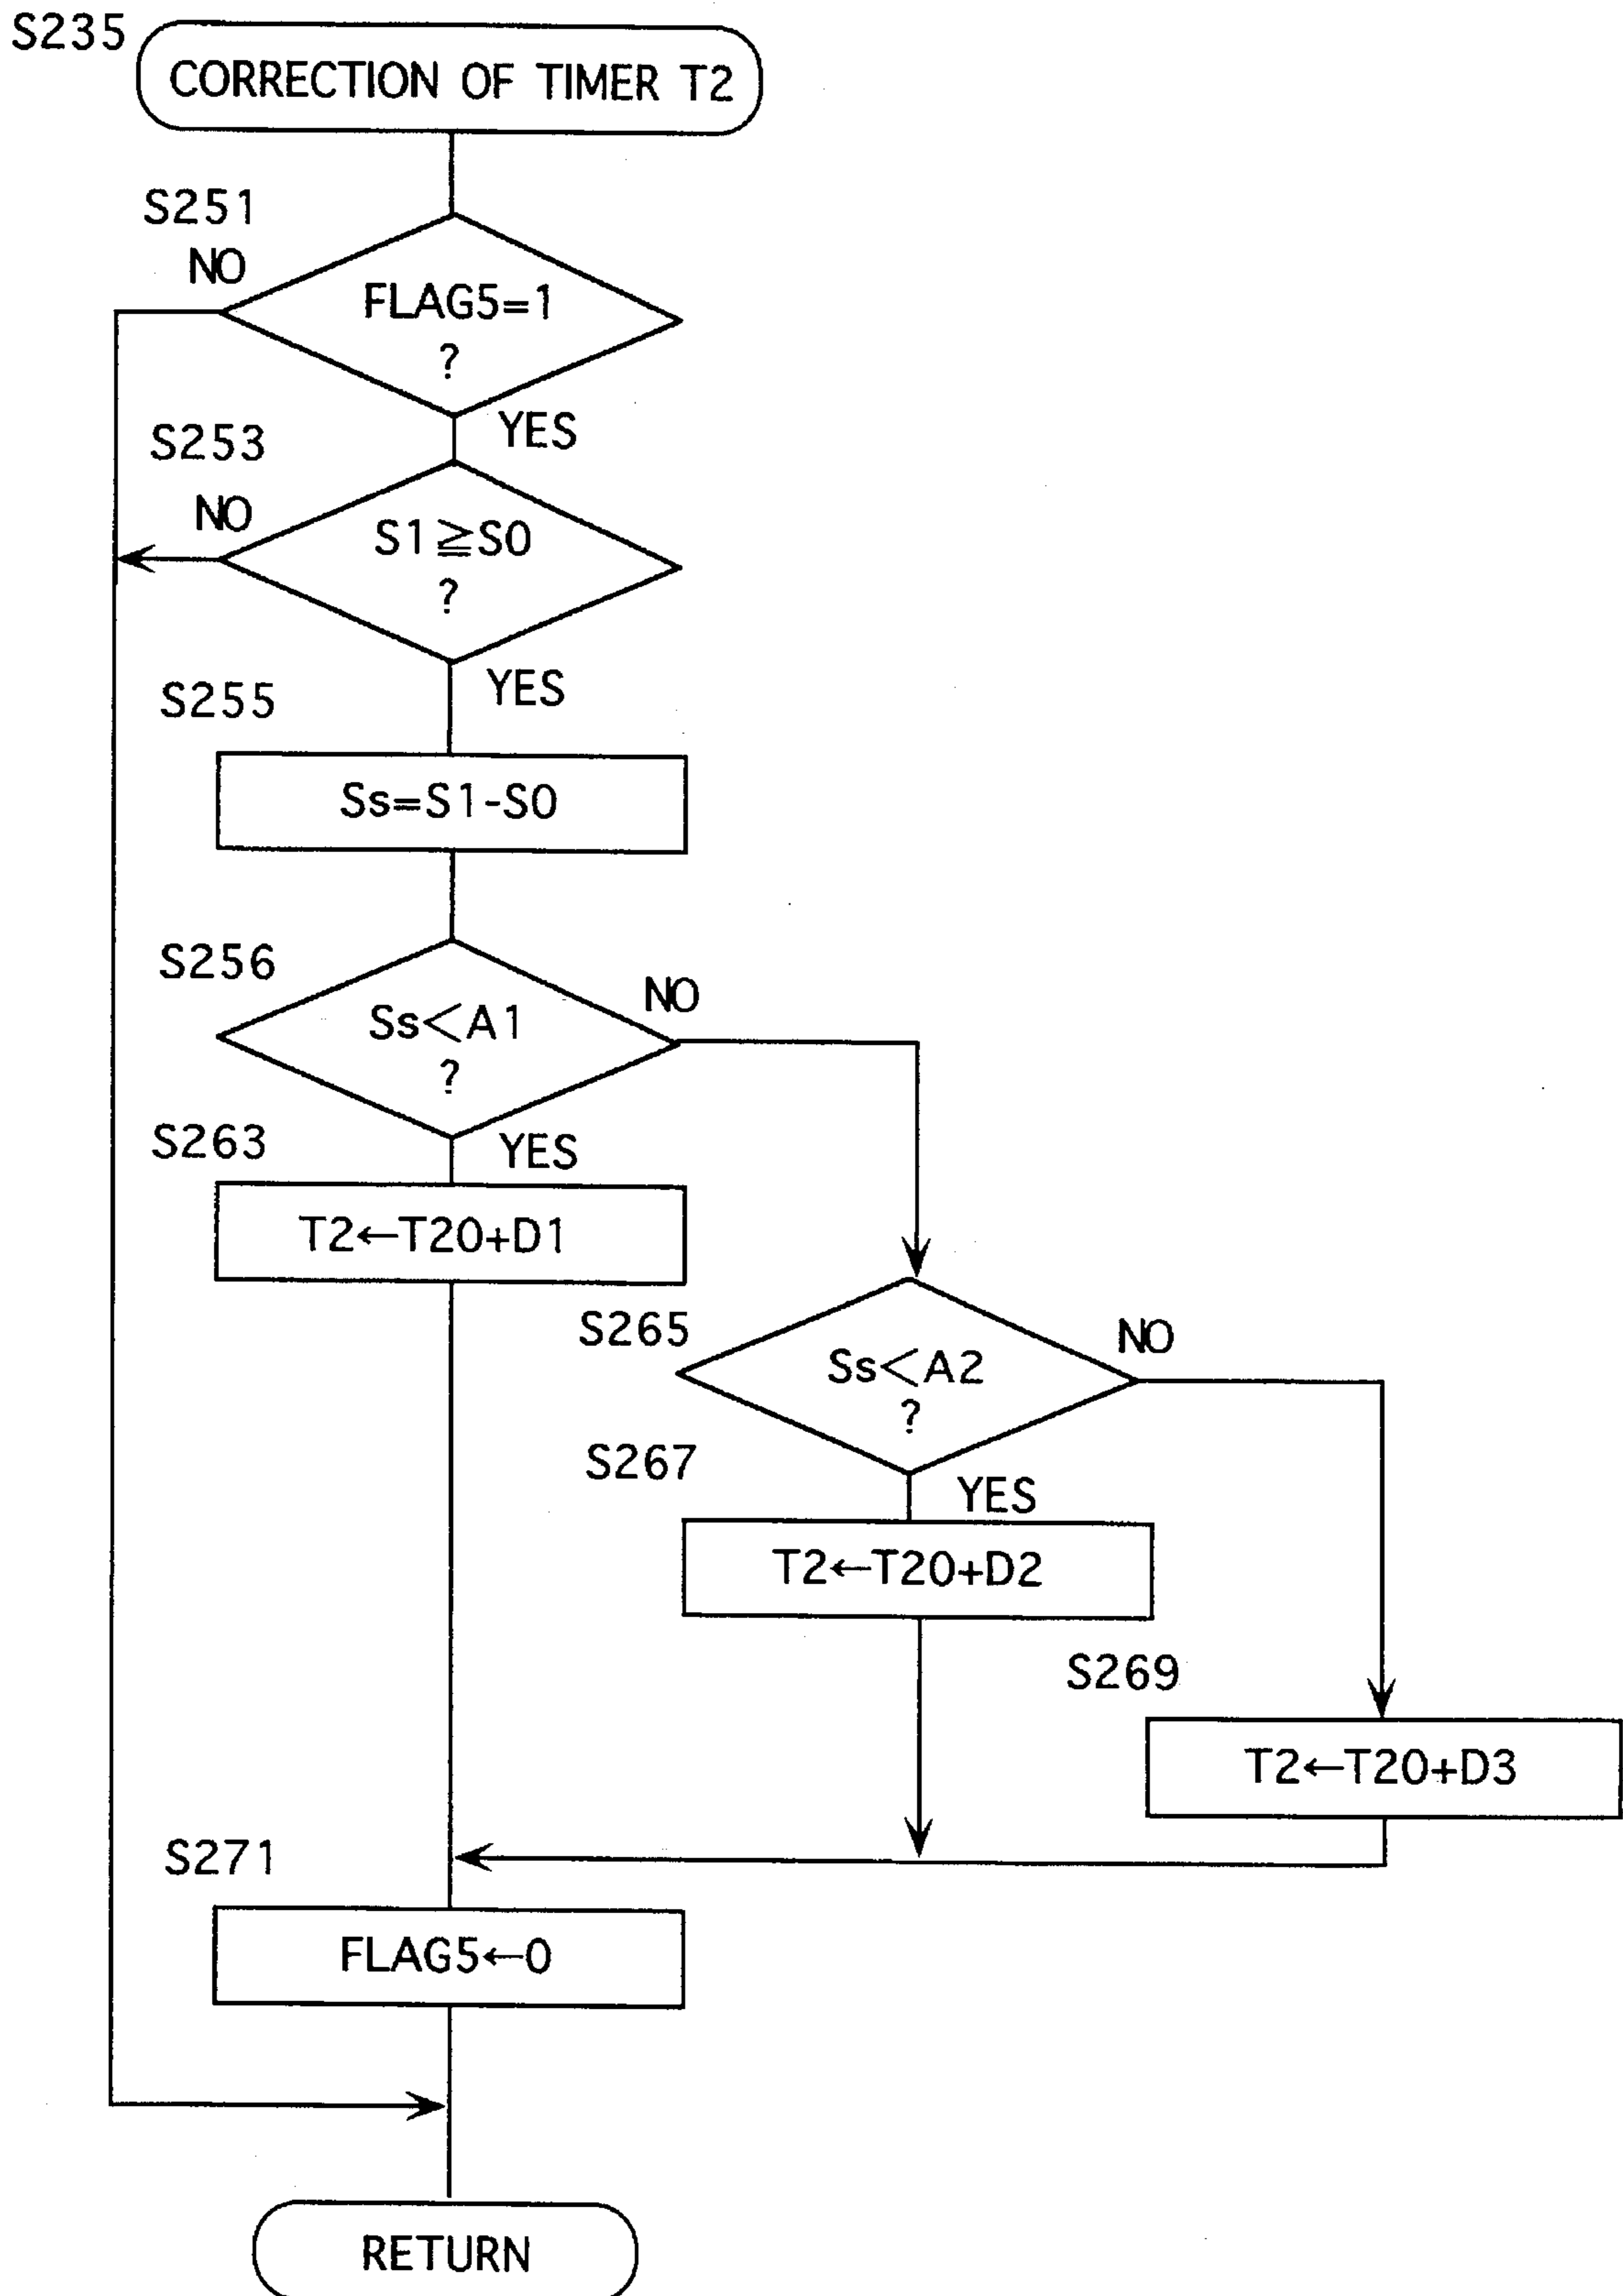 S235
CORRECTION OF TIMER T2
S251
NO
FLAG5=1
?
YES
S253
NO
S1≧S0
?
YES
S255
Ss=S1-S0
S256
NO
Ss<A1
?
YES
S263
T2←T20+D1
S265
NO
Ss<A2
?
YES
S267
T2←T20+D2
S269
T2←T20+D3
S271
FLAG5←0
RETURN